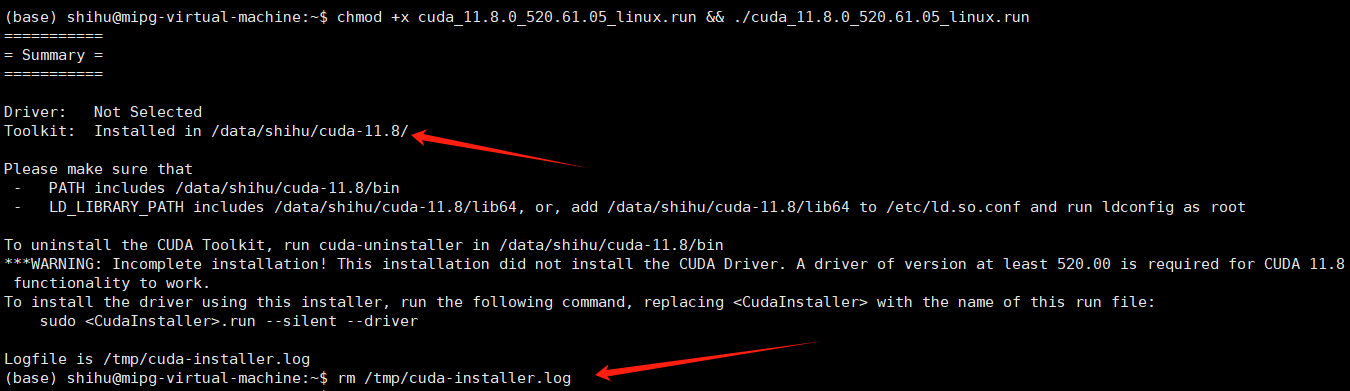 (base) shihu@mipg-virtual-machine:~$ chmod +x cuda_11.8.0_520.61.05_linux.run && ./cuda_11.8.0_520.61.05_linux.run
===========
= Summary =
===========
Driver:   Not Selected
Toolkit:  Installed in /data/shihu/cuda-11.8/
Please make sure that
 -   PATH includes /data/shihu/cuda-11.8/bin
 -   LD_LIBRARY_PATH includes /data/shihu/cuda-11.8/lib64, or, add /data/shihu/cuda-11.8/lib64 to /etc/ld.so.conf and run ldconfig as root
To uninstall the CUDA Toolkit, run cuda-uninstaller in /data/shihu/cuda-11.8/bin
***WARNING: Incomplete installation! This installation did not install the CUDA Driver. A driver of version at least 520.00 is required for CUDA 11.8
 functionality to work.
To install the driver using this installer, run the following command, replacing <CudaInstaller> with the name of this run file:
    sudo <CudaInstaller>.run --silent --driver
Logfile is /tmp/cuda-installer.log
(base) shihu@mipg-virtual-machine:~$ rm /tmp/cuda-installer.log